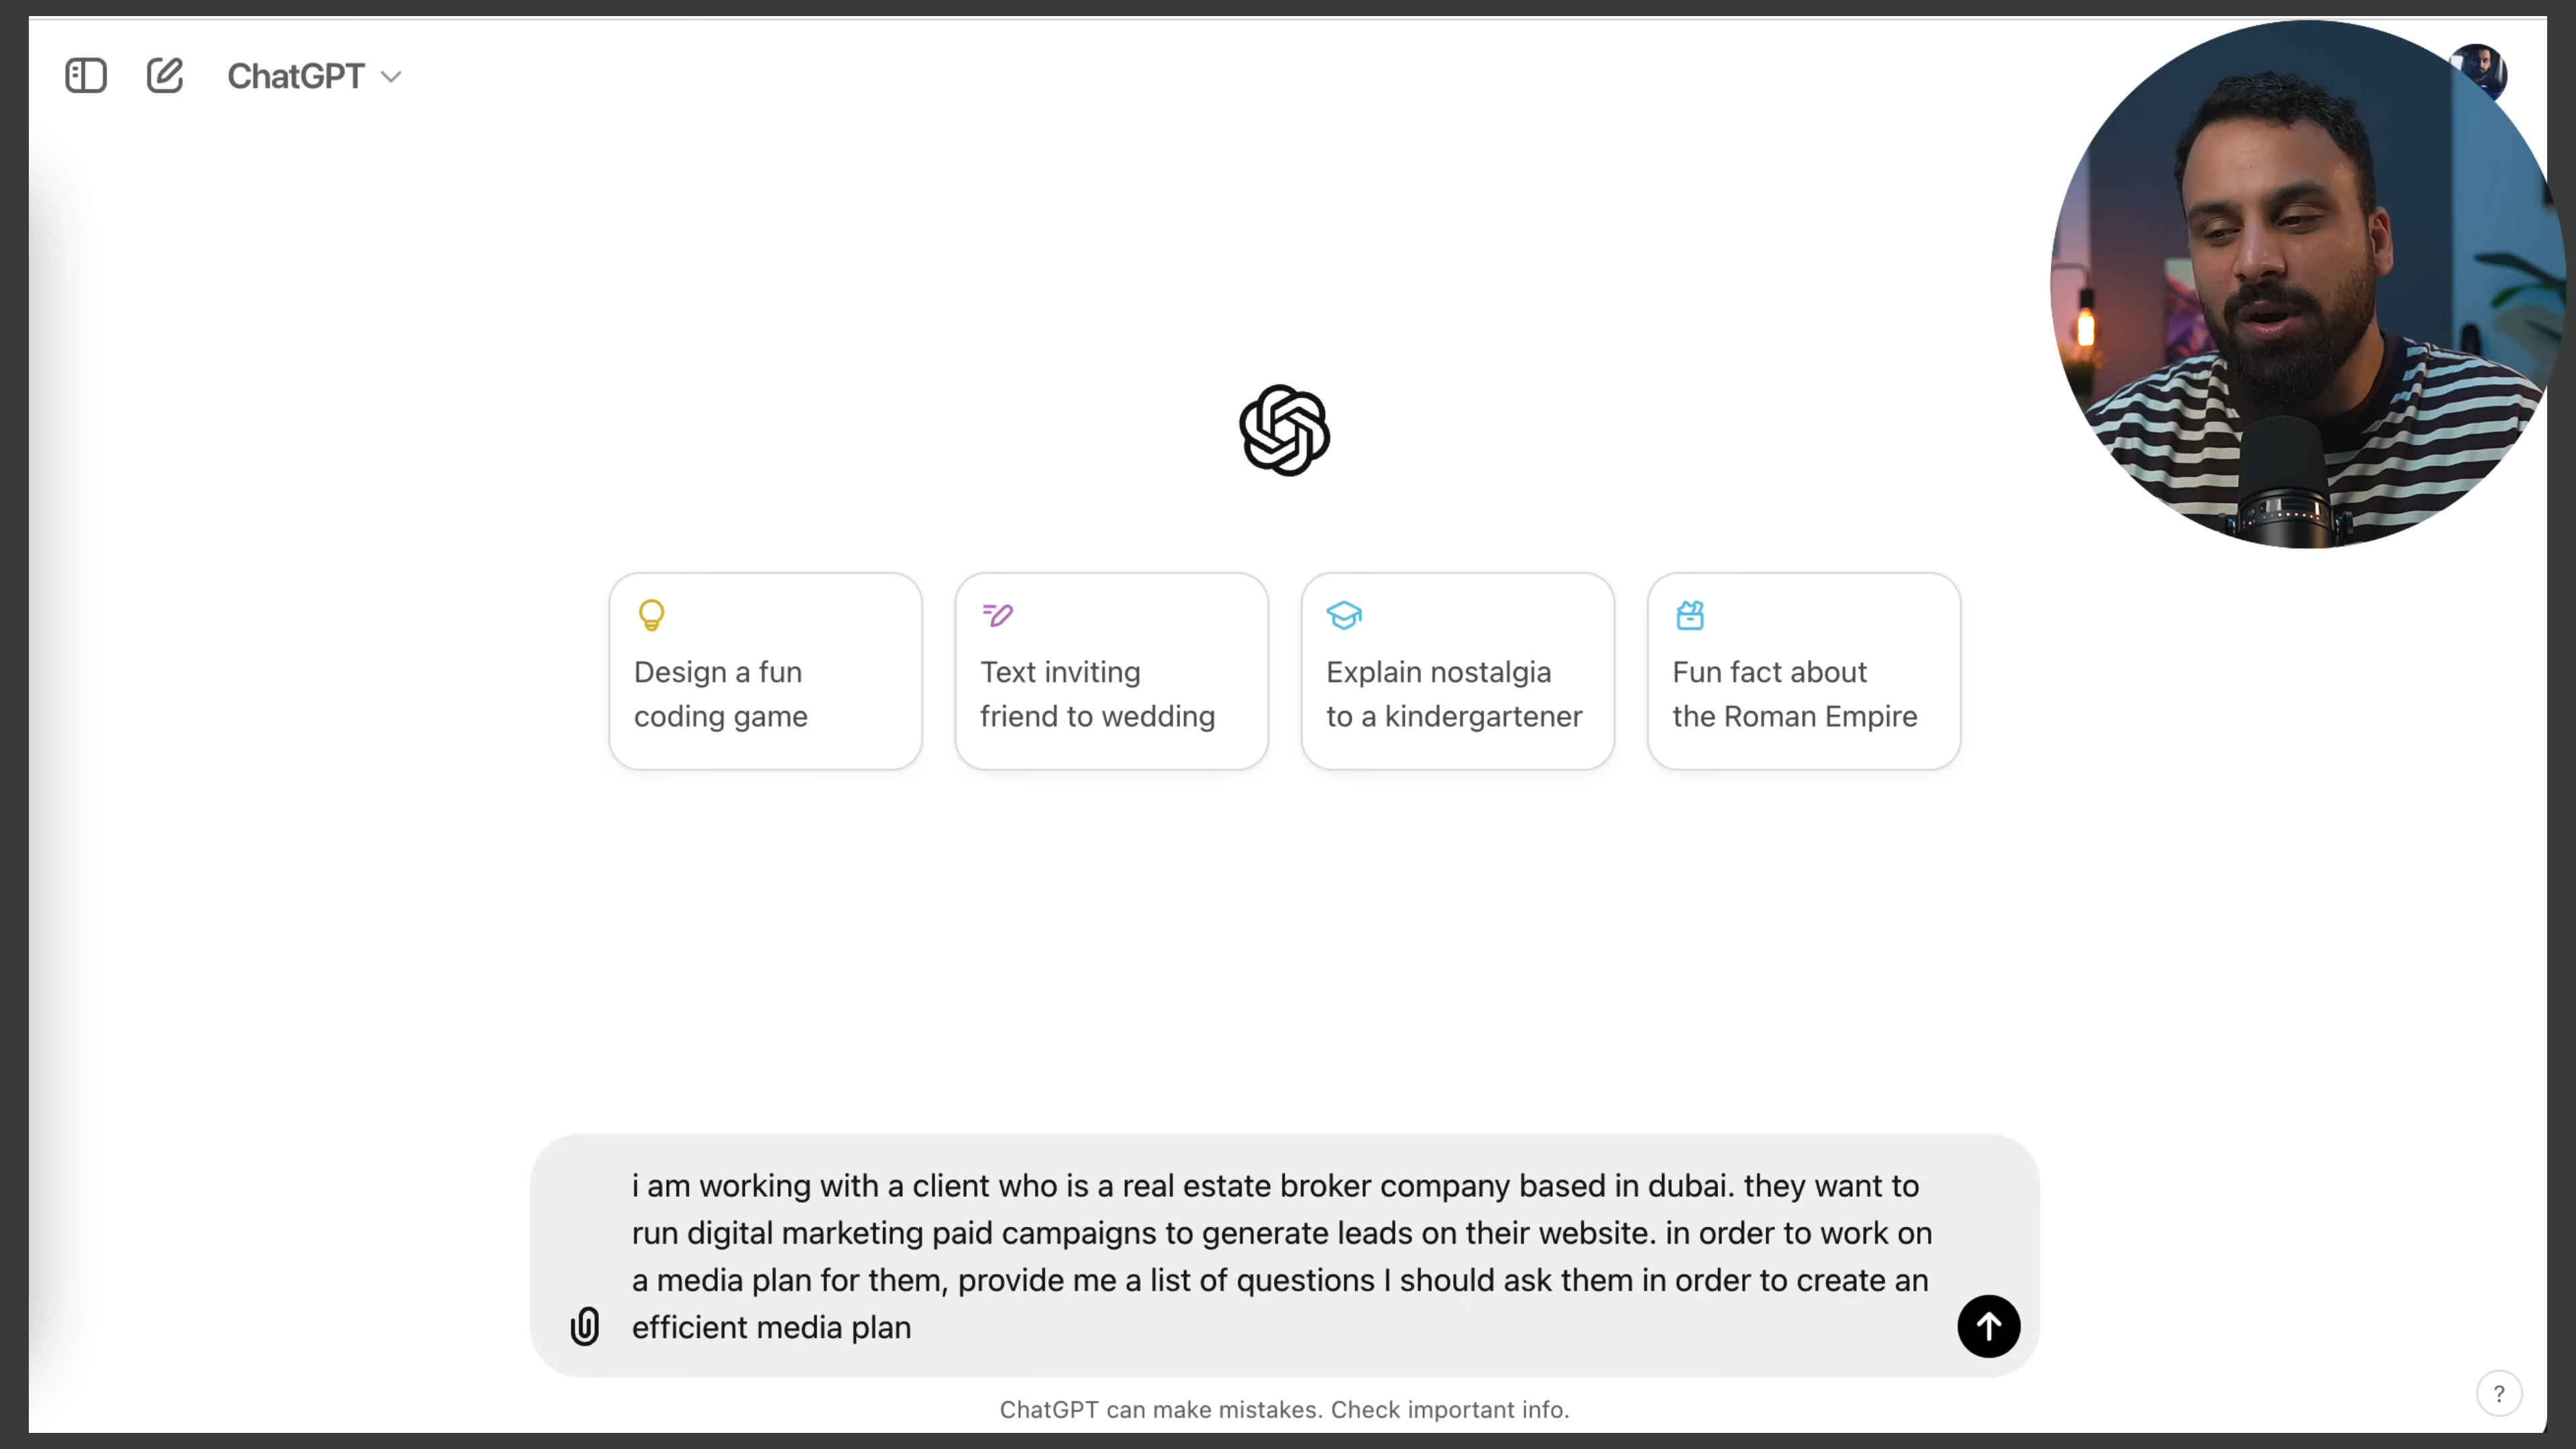 ChatGPT
Design a fun
coding game
Text inviting
friend to wedding
Explain nostalgia
to a kindergartener
Fun fact about
the Roman Empire
i am working with a client who is a real estate broker company based in dubai. they want to
run digital marketing paid campaigns to generate leads on their website. in order to work on
a media plan for them, provide me a list of questions I should ask them in order to create an
efficient media plan
ChatGPT can make mistakes. Check important info.
?